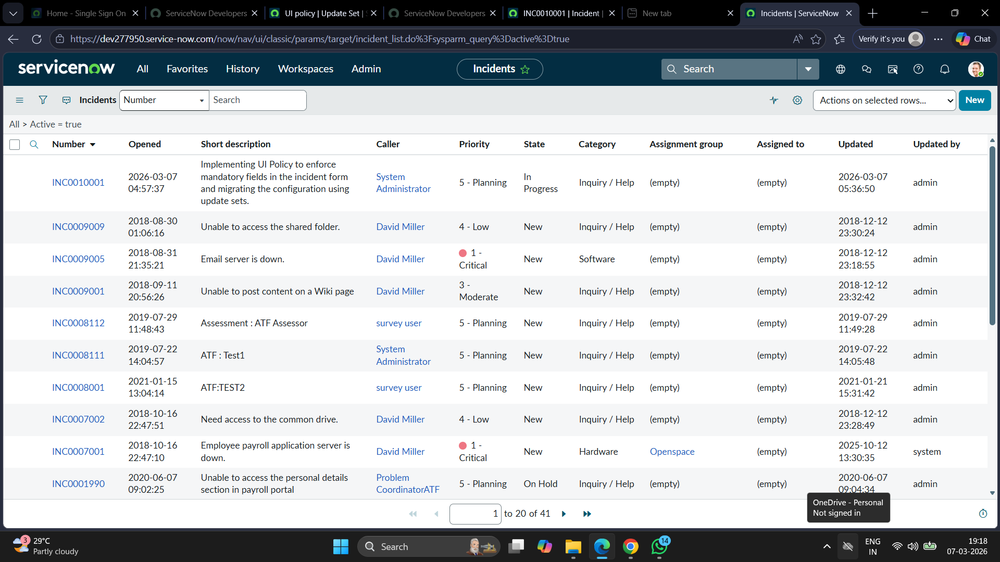 Home - Single Sign On
ServiceNow Developers
UI policy | Update Set |
ServiceNow Developers
INC0010001 | Incident |
New tab
Incidents | ServiceNow
https://dev277950.service-now.com/now/nav/ui/classic/params/target/incident_list.do%3Fsysparm_query%3Dactive%3Dtrue
Verify it's you
Chat
servicenow All Favorites History Workspaces Admin Incidents Search
Incidents Number Search Actions on selected rows... New
All > Active = true
Number Opened Short description Caller Priority State Category Assignment group Assigned to Updated Updated by
INC0010001 2026-03-07 04:57:37 Implementing UI Policy to enforce mandatory fields in the incident form and migrating the configuration using update sets. System Administrator 5 - Planning In Progress Inquiry / Help (empty) (empty) 2026-03-07 05:36:50 admin
INC0009009 2018-08-30 01:06:16 Unable to access the shared folder. David Miller 4 - Low New Inquiry / Help (empty) (empty) 2018-12-12 23:30:24 admin
INC0009005 2018-08-31 21:35:21 Email server is down. David Miller 1 - Critical New Software (empty) (empty) 2018-12-12 23:18:55 admin
INC0009001 2018-09-11 20:56:26 Unable to post content on a Wiki page David Miller 3 - Moderate New Inquiry / Help (empty) (empty) 2018-12-12 23:32:42 admin
INC0008112 2019-07-29 11:48:43 Assessment : ATF Assessor survey user 5 - Planning New Inquiry / Help (empty) (empty) 2019-07-29 11:49:28 admin
INC0008111 2019-07-22 14:04:57 ATF : Test1 System Administrator 5 - Planning New Inquiry / Help (empty) (empty) 2019-07-22 14:05:48 admin
INC0008001 2021-01-15 13:04:14 ATF:TEST2 survey user 5 - Planning New Inquiry / Help (empty) (empty) 2021-01-21 15:31:42 admin
INC0007002 2018-10-16 22:47:51 Need access to the common drive. David Miller 4 - Low New Inquiry / Help (empty) (empty) 2018-12-12 23:28:49 admin
INC0007001 2018-10-16 22:47:10 Employee payroll application server is down. David Miller 1 - Critical New Hardware Openspace (empty) 2025-10-12 13:30:35 system
INC0001990 2020-06-07 09:02:25 Unable to access the personal details section in payroll portal Problem CoordinatorATF 5 - Planning On Hold Inquiry / Help (empty) (empty) 2020-06-07 09:04:34 admin
OneDrive - Personal
Not signed in
1 to 20 of 41
3 29°C
Partly cloudy
Search
14
ENG
IN
19:18
07-03-2026